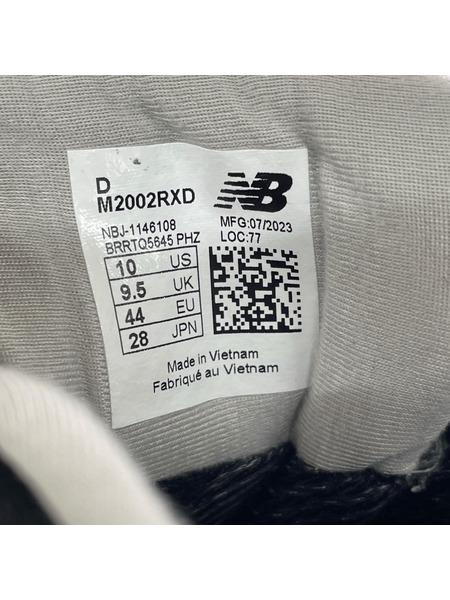 D
M2002RXD
NB
NBJ-1146108
MFG:07/2023
BRRTQ5645 PHZ
LOC:77
10 US
9.5 UK
44 EU
28 JPN
Made in Vietnam
Fabriqué au Vietnam